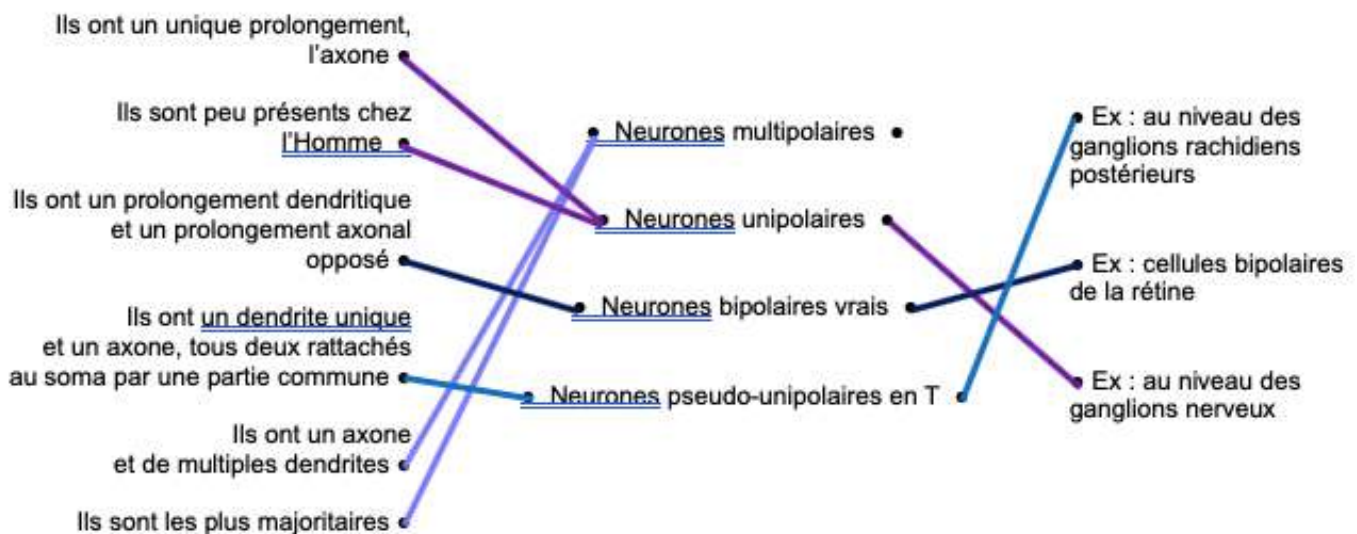 Ils ont un unique prolongement,
l'axone
Ils sont peu présents chez
l'Homme
Ils ont un prolongement dendritique
et un prolongement axonal
opposé
Ils ont un dendrite unique
et un axone, tous deux rattachés
au soma par une partie commune
Ils ont un axone
et de multiples dendrites
Ils sont les plus majoritaires
Neurones multipolaires
Neurones unipolaires
Neurones bipolaires vrais
Neurones pseudo-unipolaires en T
Ex : au niveau des
ganglions rachidiens
postérieurs
Ex : cellules bipolaires
de la rétine
Ex : au niveau des
ganglions nerveux